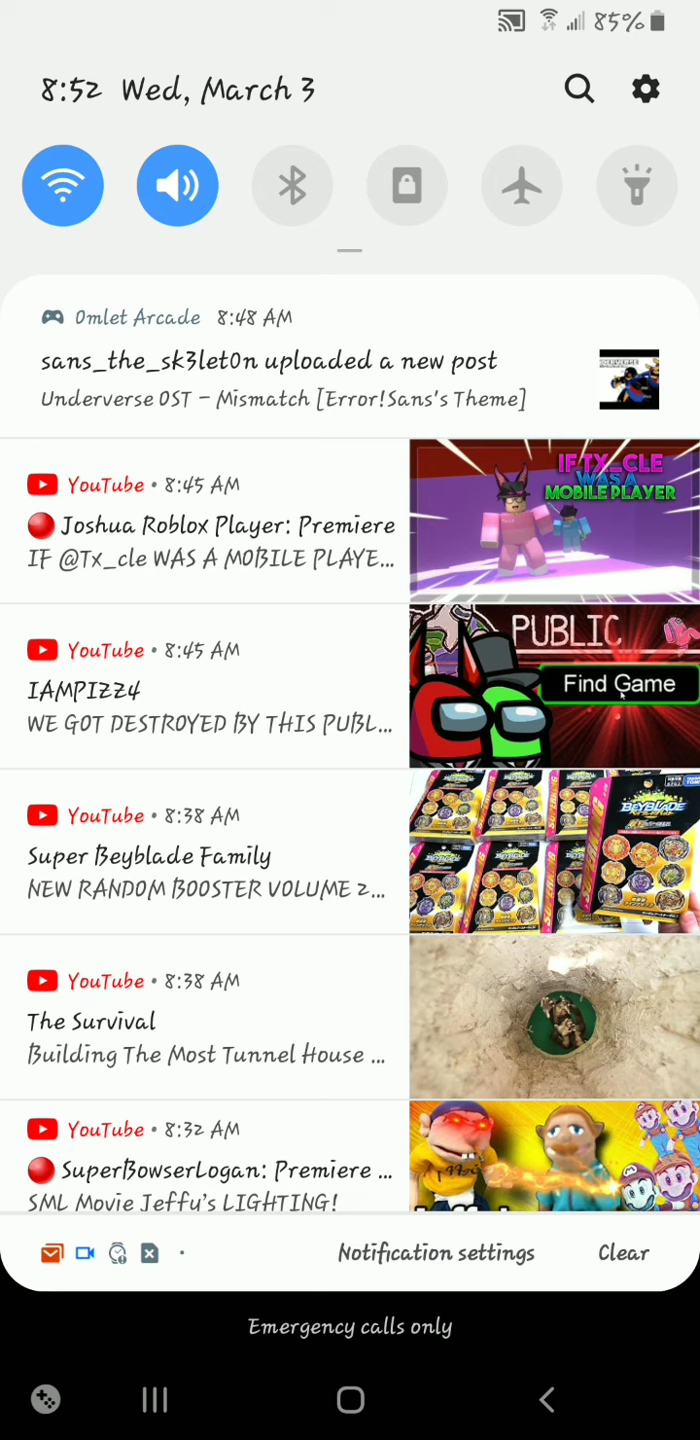 85%
8:52 Wed, March 3
Omlet Arcade 8:48 AM
sans_the_sk3let0n uploaded a new post
Underverse OST - Mismatch [Error!Sans's Theme]
YouTube • 8:45 AM
Joshua Roblox Player: Premiere
IF @Tx_cle WAS A MOBILE PLAYE...
IF TX_CLE
WAS A
MOBILE PLAYER
YouTube • 8:45 AM
IAMPIZZ4
WE GOT DESTROYED BY THIS PUBL...
PUBLIC
Find Game
YouTube • 8:38 AM
Super Beyblade Family
NEW RANDOM BOOSTER VOLUME 2...
BEYBLADE
YouTube • 8:38 AM
The Survival
Building The Most Tunnel House ...
YouTube • 8:32 AM
SuperBowserLogan: Premiere ...
SML Movie Jeffy's LIGHTING!
Notification settings Clear
Emergency calls only